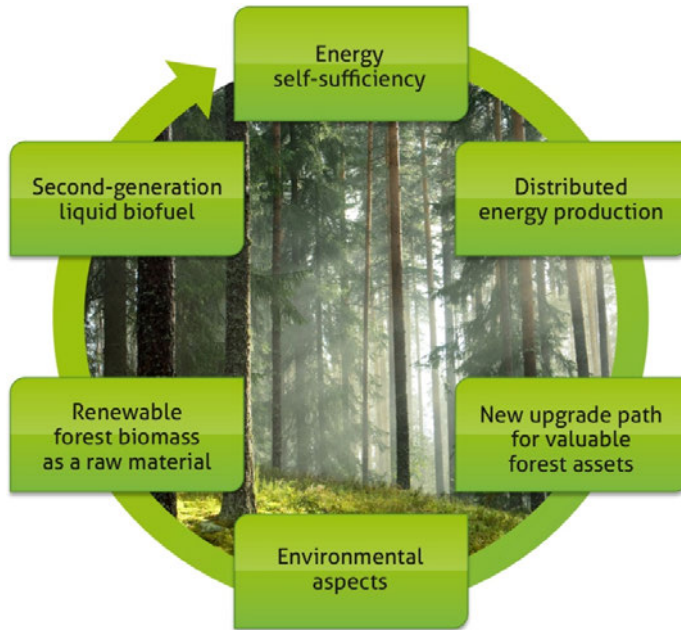 Energy
self-sufficiency
Second-generation
liquid biofuel
Distributed
energy production
Renewable
forest biomass
as a raw material
New upgrade path
for valuable
forest assets
Environmental
aspects